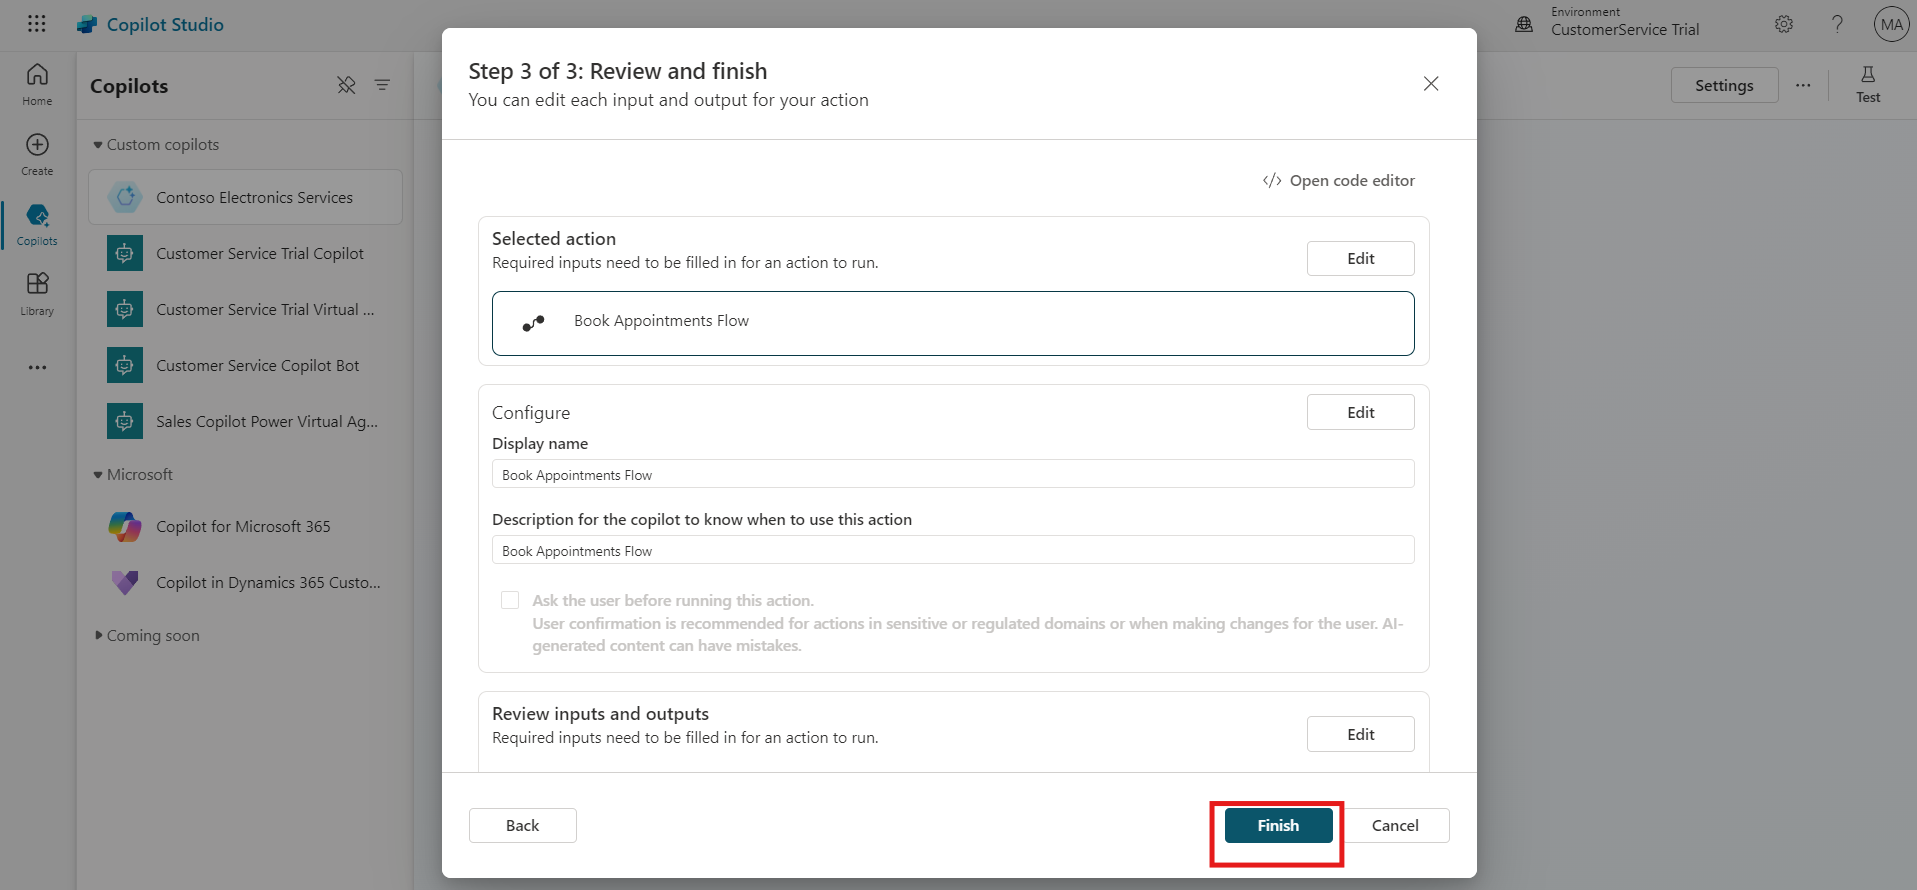 Copilot Studio
Environment
CustomerService Trial
MA
Home
Create
Copilots
Library
Copilots
Custom copilots
Contoso Electronics Services
Customer Service Trial Copilot
Customer Service Trial Virtual ...
Customer Service Copilot Bot
Sales Copilot Power Virtual Ag...
Microsoft
Copilot for Microsoft 365
Copilot in Dynamics 365 Custo...
Coming soon
Settings
Test
Step 3 of 3: Review and finish
You can edit each input and output for your action
</> Open code editor
Selected action
Required inputs need to be filled in for an action to run.
Edit
Book Appointments Flow
Configure
Edit
Display name
Book Appointments Flow
Description for the copilot to know when to use this action
Book Appointments Flow
Ask the user before running this action.
User confirmation is recommended for actions in sensitive or regulated domains or when making changes for the user. AI-
generated content can have mistakes.
Review inputs and outputs
Required inputs need to be filled in for an action to run.
Edit
Back
Finish
Cancel